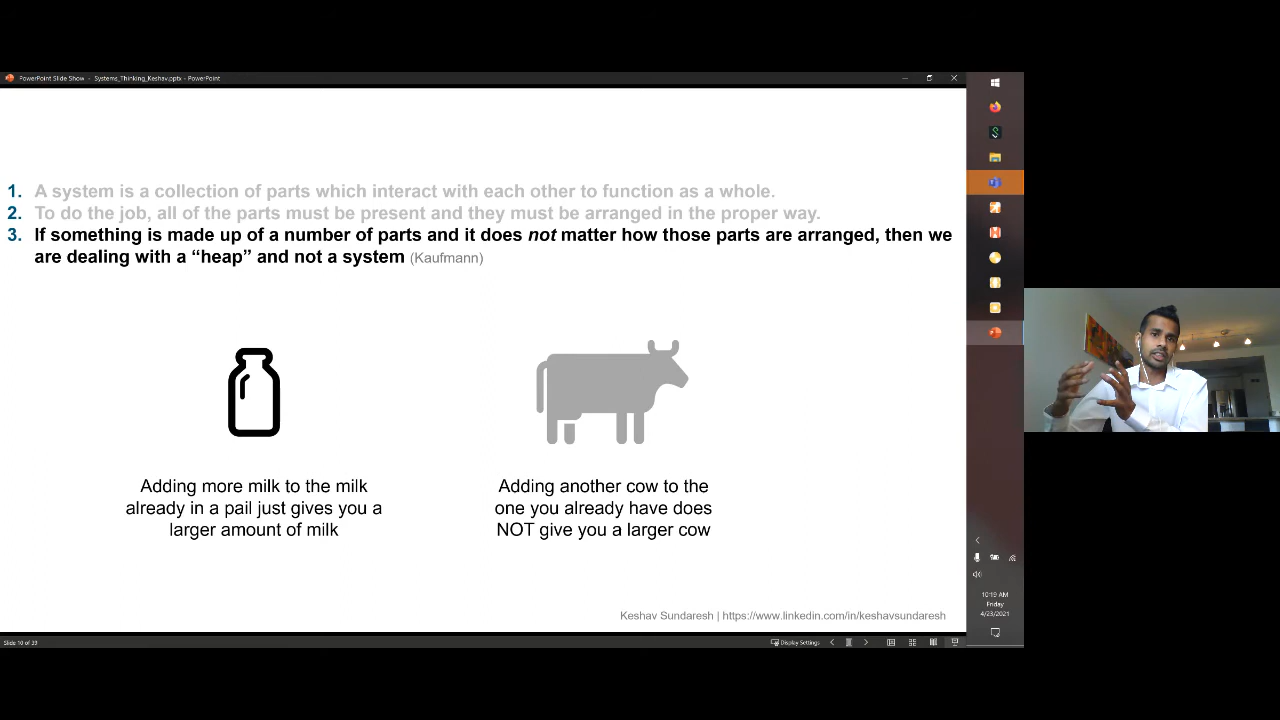 PowerPoint Slide Show - Systems_Thinking_Keshav.pptx - PowerPoint
1. A system is a collection of parts which interact with each other to function as a whole.
2. To do the job, all of the parts must be present and they must be arranged in the proper way.
3. If something is made up of a number of parts and it does not matter how those parts are arranged, then we
are dealing with a “heap” and not a system (Kaufmann)
Adding more milk to the milk
already in a pail just gives you a
larger amount of milk
Adding another cow to the
one you already have does
NOT give you a larger cow
Keshav Sundaresh | https://www.linkedin.com/in/keshavsundaresh
10:19 AM
Friday
4/23/2021
Slide 10 of 33
Display Settings